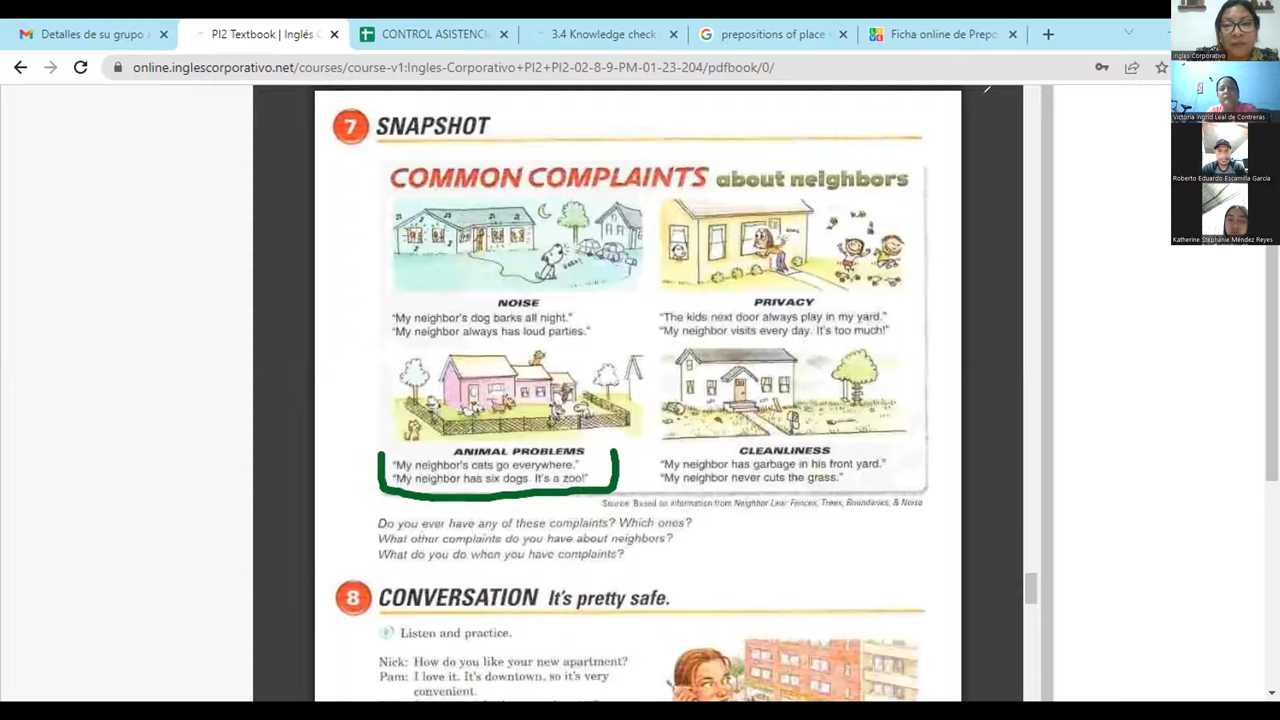 Detalles de su grupo
PI2 Textbook | Inglés C
CONTROL ASISTENCI
3.4 Knowledge check
prepositions of place
Ficha online de Prepo
online.inglescorporativo.net/courses/course-v1:Ingles-Corp
+PI2+PI2-02-8-9-PM-01-23-204/pdfbook/0/
Ingles Corporativo
Victoria Ingrid Leal de Contreras
Roberto Eduardo Escamilla Garcia
Katherine Stephanie Méndez Reyes
7 SNAPSHOT
COMMON COMPLAINTS about neighbors
NOISE
"My neighbor's dog barks all night."
"My neighbor always has loud parties."
PRIVACY
"The kids next door always play in my yard."
"My neighbor visits every day. It's too much!"
ANIMAL PROBLEMS
"My neighbor's cats go everywhere."
"My neighbor has six dogs. It's a zoo!"
CLEANLINESS
"My neighbor has garbage in his front yard."
"My neighbor never cuts the grass."
Source: Based on information from Neighbor Law: Fences, Trees, Boundaries, & Noise
Do you ever have any of these complaints? Which ones?
What other complaints do you have about neighbors?
What do you do when you have complaints?
8 CONVERSATION It's pretty safe.
Listen and practice.
Nick: How do you like your new apartment?
Pam: I love it. It's downtown, so it's very
convenient.